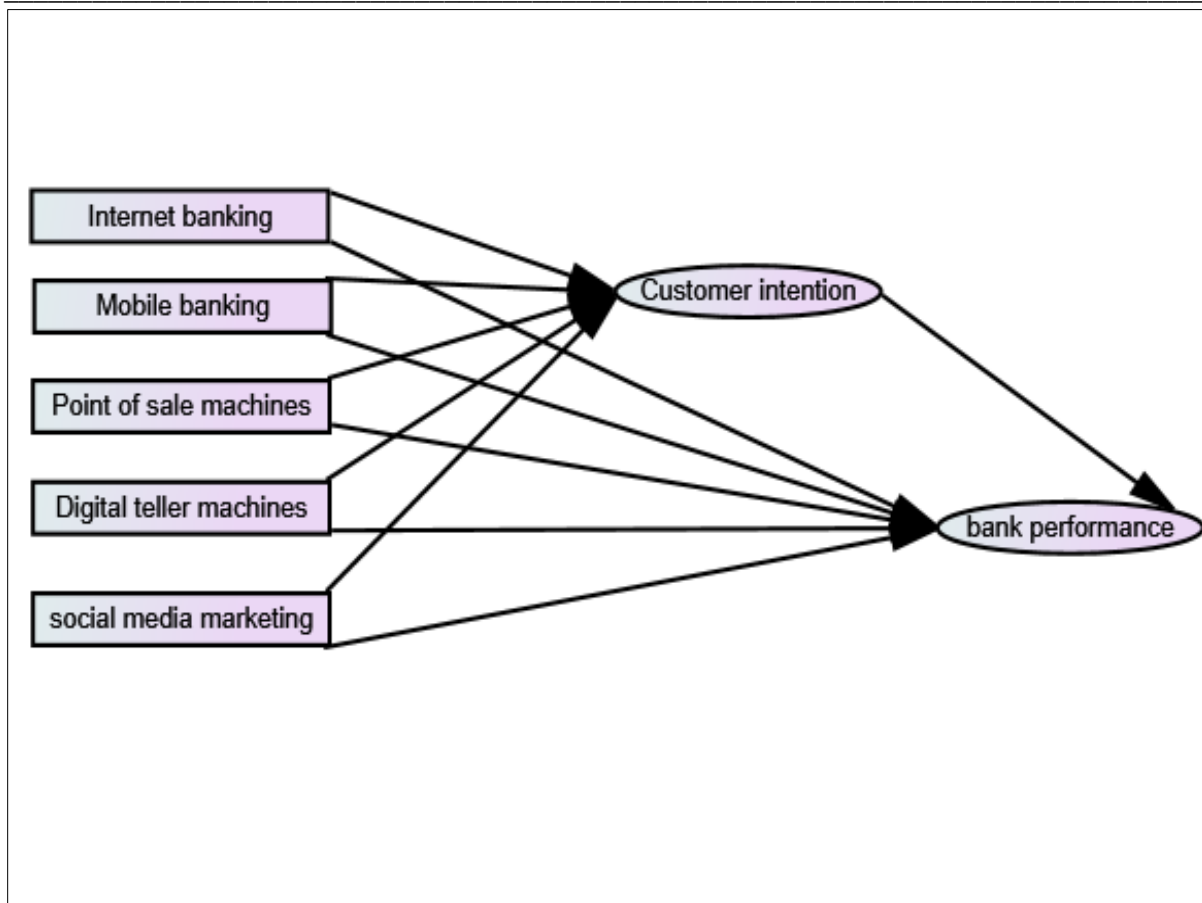 Internet banking
Mobile banking
Point of sale machines
Digital teller machines
social media marketing
Customer intention
bank performance